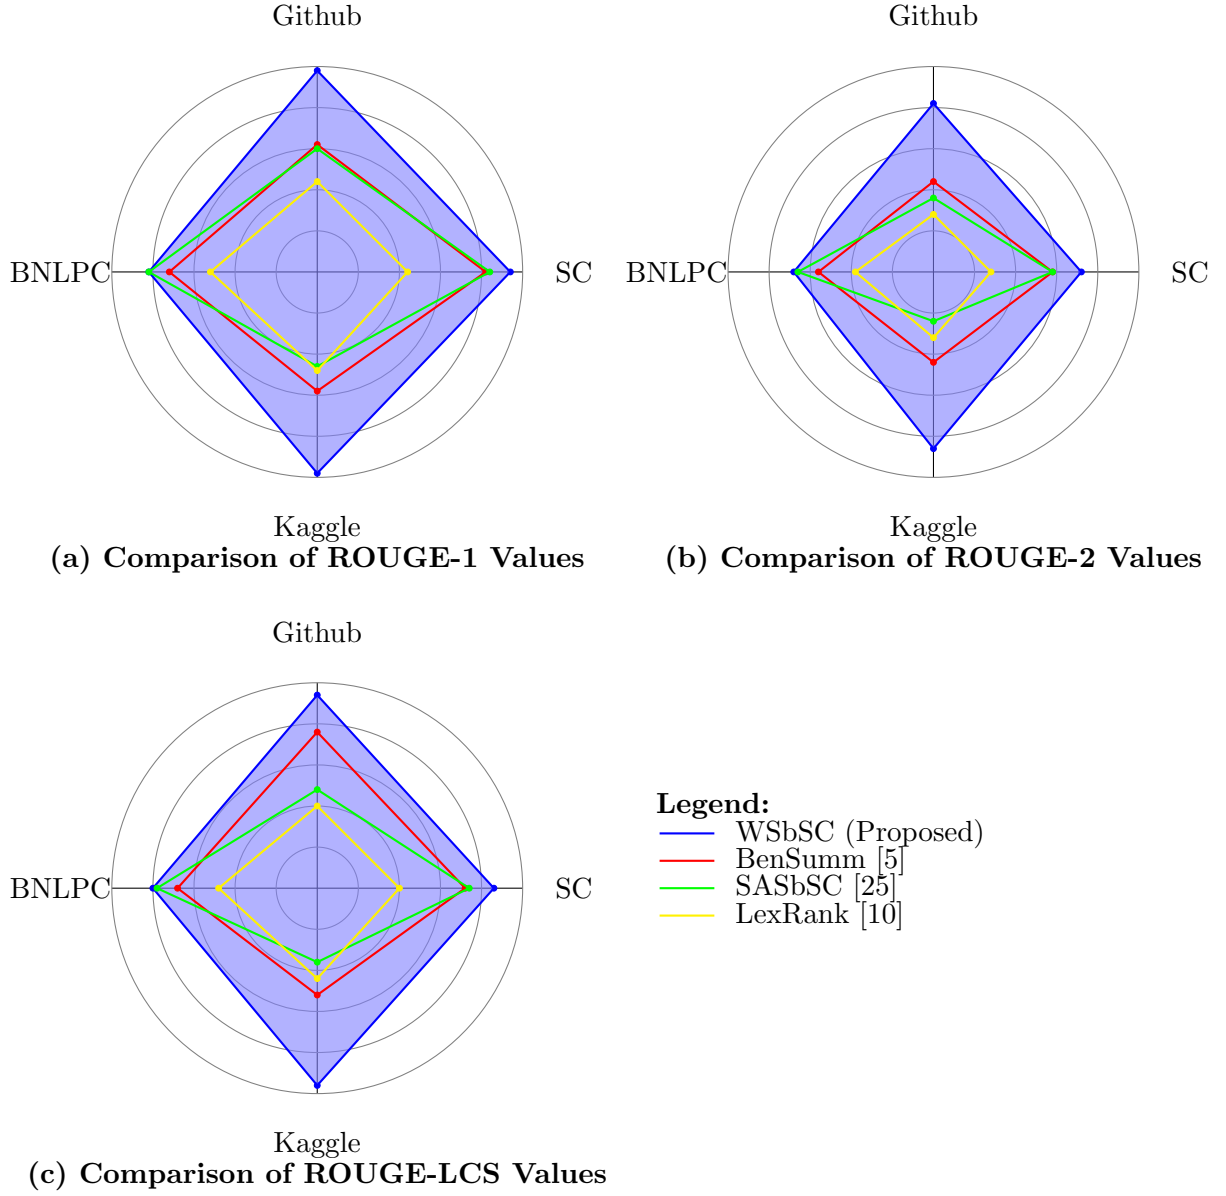 Github
BNLPC
SC
Kaggle
(a) Comparison of ROUGE-1 Values
Github
BNLPC
SC
Kaggle
(b) Comparison of ROUGE-2 Values
Github
BNLPC
SC
Kaggle
(c) Comparison of ROUGE-LCS Values
Legend:
WSbSC (Proposed)
BenSumm [5]
SASbSC [25]
LexRank [10]